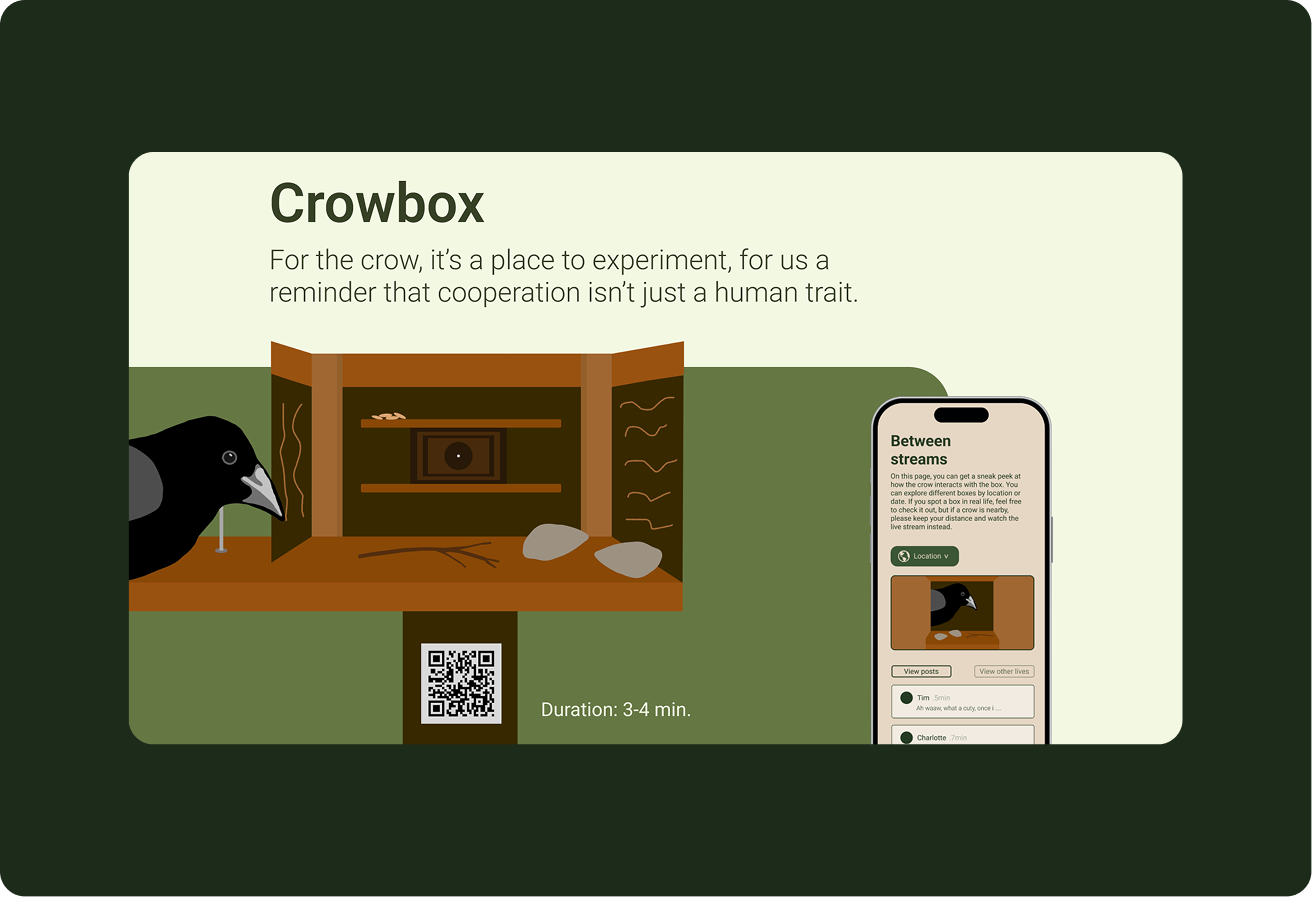 Crowbox
For the crow, it’s a place to experiment, for us a
reminder that cooperation isn’t just a human trait.
Duration: 3-4 min.
Between
streams
On this page, you can get a sneak peek at
how the crow interacts with the box. You
can explore different boxes by location or
date. If you spot a box in real life, feel free
to check it out, but if a crow is nearby,
please keep your distance and watch the
live stream instead.
Location v
View posts
View other lives
Tim .5min
Ah waaw, what a cuty, once i ...
Charlotte .7min